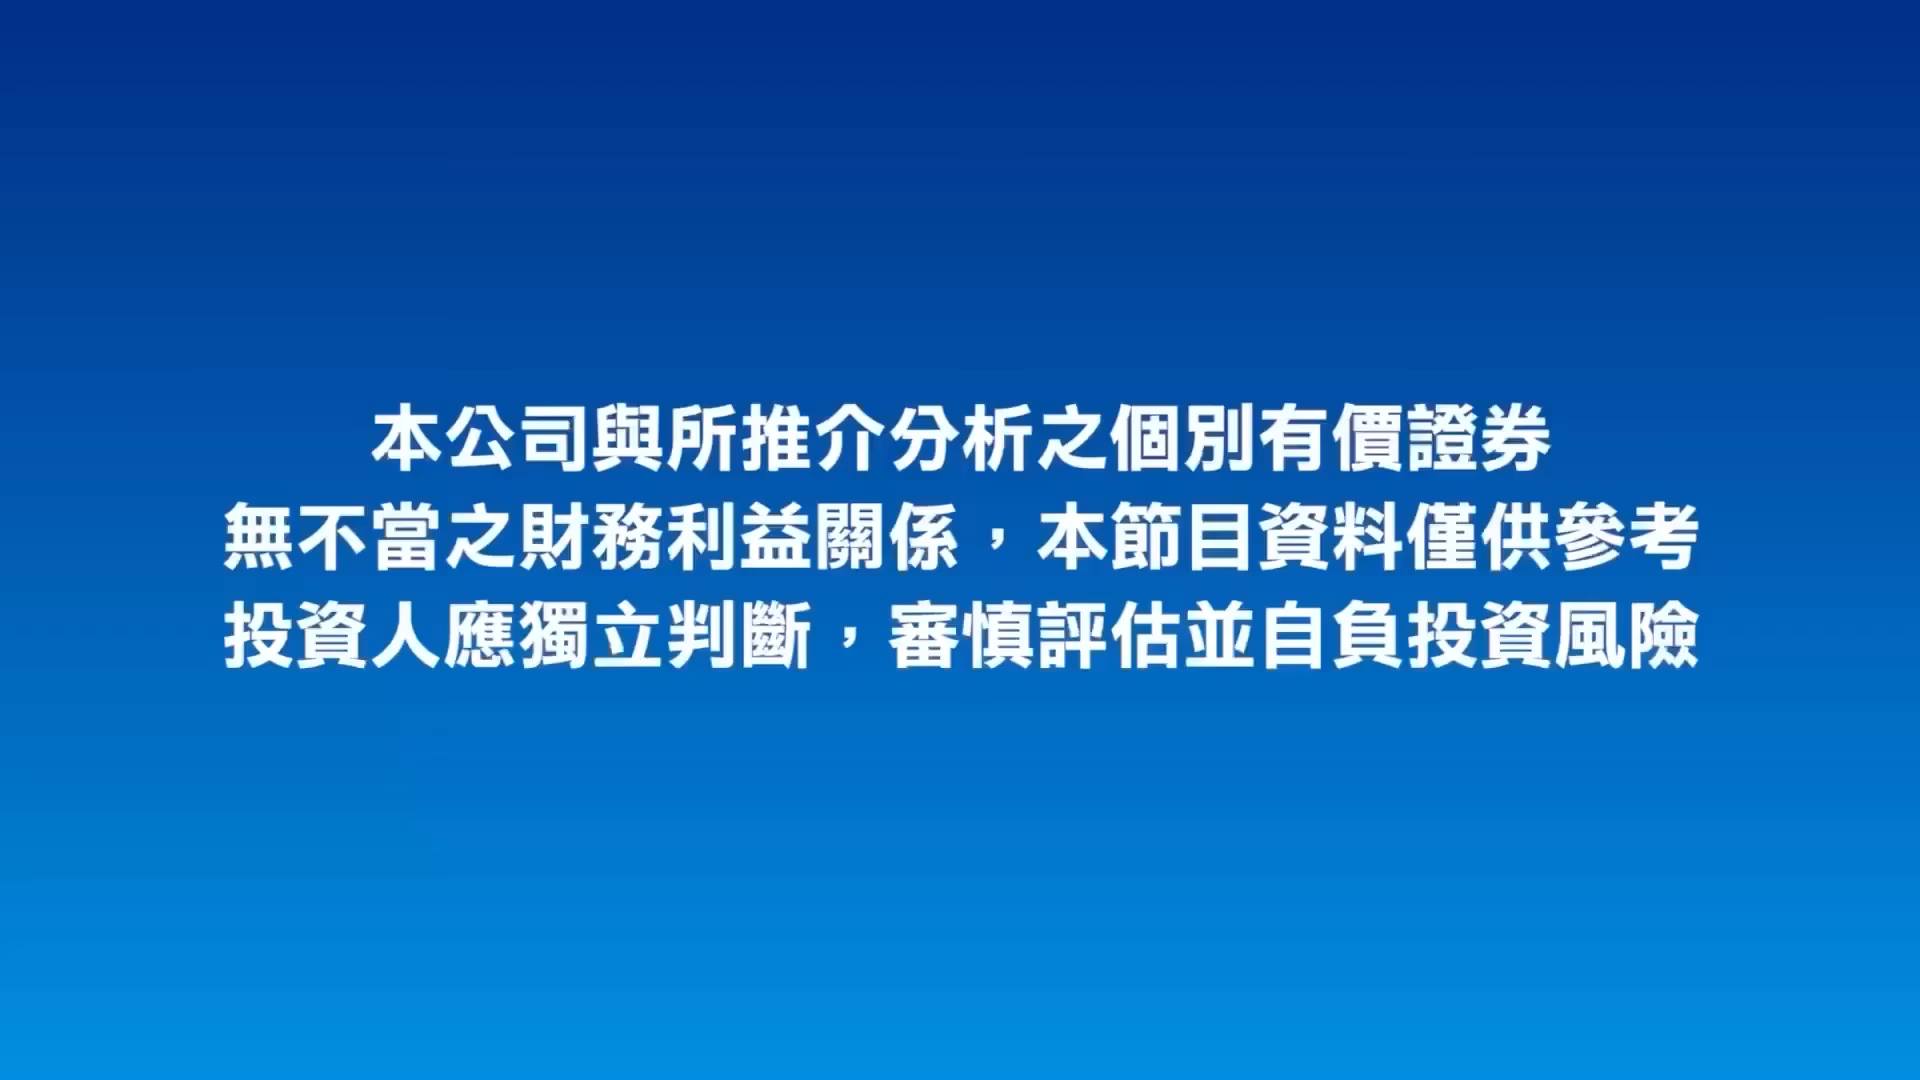 本公司與所推介分析之個別有價證券
無不當之財務利益關係，本節目資料僅供參考
投資人應獨立判斷，審慎評估並自負投資風險